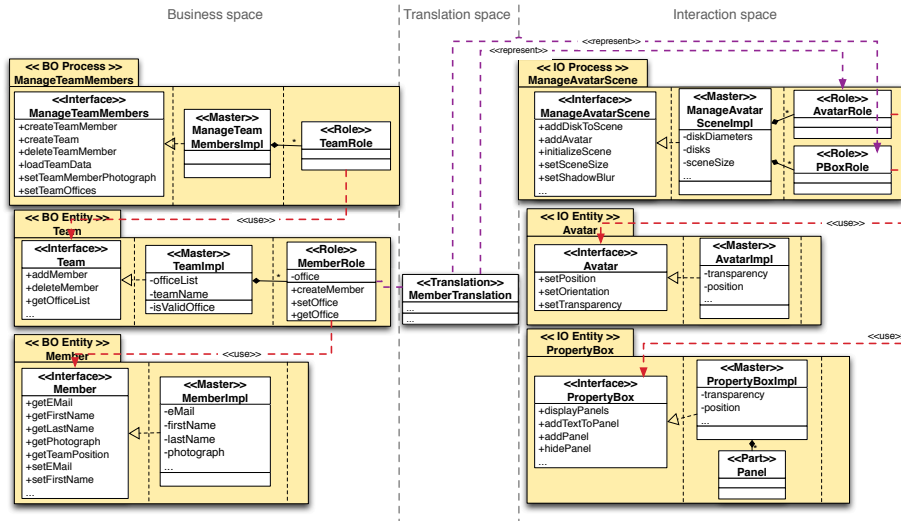 Business space
Translation space
Interaction space
<<represent>>
<<represent>>
<< BO Process >>
ManageTeamMembers
<<Interface>>
ManageTeamMembers
+createTeamMember
+createTeam
+deleteTeamMember
+loadTeamData
+setTeamMemberPhotograph
+setTeamOffices
<<Master>>
ManageTeam
MembersImpl
*
<<Role>>
TeamRole
<<use>>
<< BO Entity >>
Team
<<Interface>>
Team
+addMember
+deleteMember
+getOfficeList
...
<<Master>>
TeamImpl
-officeList
-teamName
-isValidOffice
*
<<Role>>
MemberRole
-office
+createMember
+setOffice
+getOffice
<<use>>
<< BO Entity >>
Member
<<Interface>>
Member
+getEMail
+getFirstName
+getLastName
+getPhotograph
+getTeamPosition
+setEMail
+setFirstName
...
<<Master>>
MemberImpl
-eMail
-firstName
-lastName
-photograph
...
<<Translation>>
MemberTranslation
...
...
<< IO Process >>
ManageAvatarScene
<<Interface>>
ManageAvatarScene
+addDiskToScene
+addAvatar
+initializeScene
+setSceneSize
+setShadowBlur
...
<<Master>>
ManageAvatar
SceneImpl
-diskDiameters
-disks
-sceneSize
...
*
*
<<Role>>
AvatarRole
<<Role>>
PBoxRole
<<use>>
<< IO Entity >>
Avatar
<<Interface>>
Avatar
+setPosition
+setOrientation
+setTransparency
<<Master>>
AvatarImpl
-transparency
-position
...
<<use>>
<< IO Entity >>
PropertyBox
<<Interface>>
PropertyBox
+displayPanels
+addTextToPanel
+addPanel
+hidePanel
...
<<Master>>
PropertyBoxImpl
-transparency
-position
...
*
<<Part>>
Panel